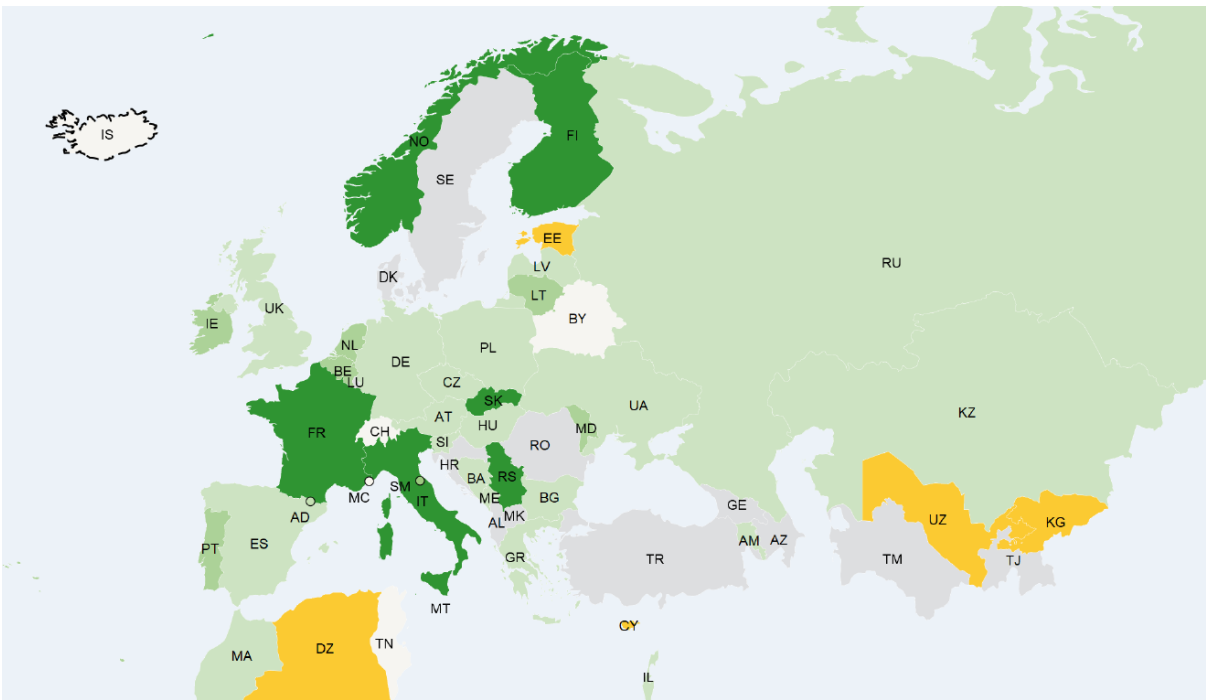 IS
NO
FI
SE
EE
RU
LV
DK
LT
UK
BY
IE
NL
PL
DE
BE
LU
CZ
SK
UA
KZ
AT
FR
CH
HU
MD
SI
RO
HR
BA
RS
SM
MC
IT
ME
BG
AD
GE
MK
UZ
KG
AL
ES
PT
AM
AZ
GR
TR
TM
TJ
MT
CY
TN
DZ
MA
IL